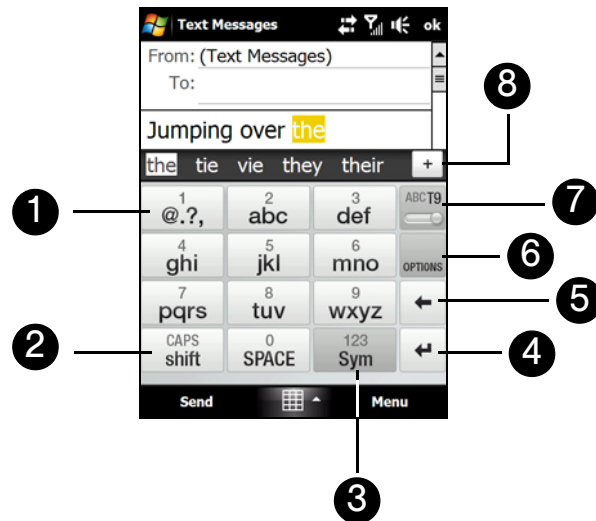 Text Messages ok
From: (Text Messages)
To:
Jumping over the
8
the tie vie they their +
1
1 @.?,
2 abc
3 def
ABC T9
7
4 ghi
5 jkl
6 mno
OPTIONS
6
7 pqrs
8 tuv
9 wxyz
5
2
CAPS shift
0 SPACE
123 Sym
4
Send Menu
3